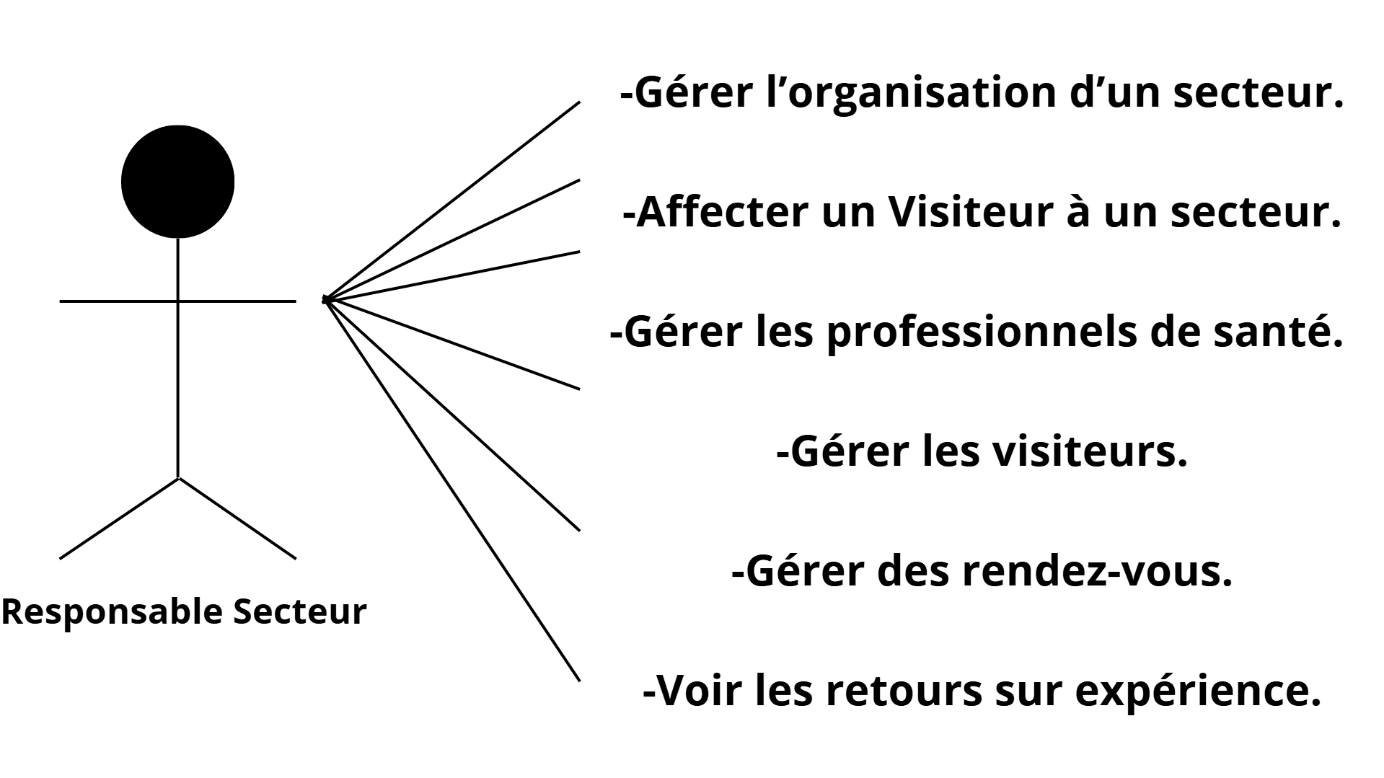 -Gérer l’organisation d’un secteur.
-Affecter un Visiteur à un secteur.
-Gérer les professionnels de santé.
-Gérer les visiteurs.
-Gérer des rendez-vous.
-Voir les retours sur expérience.
Responsable Secteur